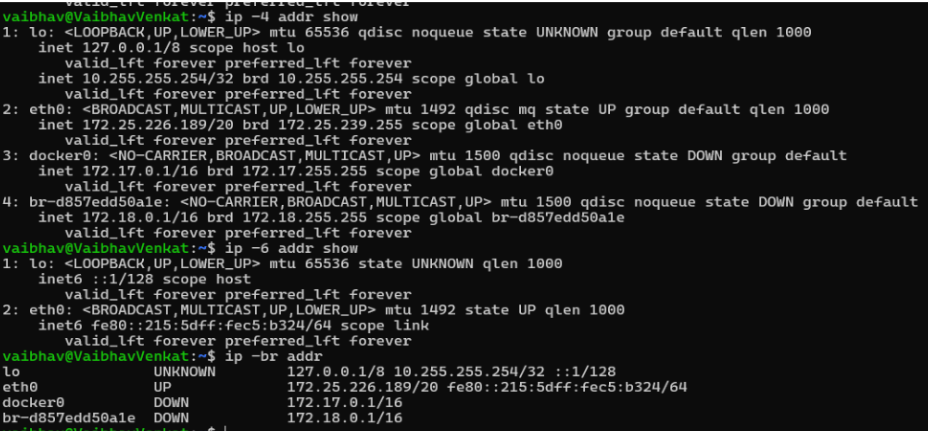 valid_lft forever preferred_lft forever
vaibhav@VaibhavVenkat:~$ ip -4 addr show
1: lo: <LOOPBACK,UP,LOWER_UP> mtu 65536 qdisc noqueue state UNKNOWN group default qlen 1000
    inet 127.0.0.1/8 scope host lo
       valid_lft forever preferred_lft forever
    inet 10.255.255.254/32 brd 10.255.255.254 scope global lo
       valid_lft forever preferred_lft forever
2: eth0: <BROADCAST,MULTICAST,UP,LOWER_UP> mtu 1492 qdisc mq state UP group default qlen 1000
    inet 172.25.226.189/20 brd 172.25.239.255 scope global eth0
       valid_lft forever preferred_lft forever
3: docker0: <NO-CARRIER,BROADCAST,MULTICAST,UP> mtu 1500 qdisc noqueue state DOWN group default
    inet 172.17.0.1/16 brd 172.17.255.255 scope global docker0
       valid_lft forever preferred_lft forever
4: br-d857edd50a1e: <NO-CARRIER,BROADCAST,MULTICAST,UP> mtu 1500 qdisc noqueue state DOWN group default
    inet 172.18.0.1/16 brd 172.18.255.255 scope global br-d857edd50a1e
       valid_lft forever preferred_lft forever
vaibhav@VaibhavVenkat:~$ ip -6 addr show
1: lo: <LOOPBACK,UP,LOWER_UP> mtu 65536 state UNKNOWN qlen 1000
    inet6 ::1/128 scope host
       valid_lft forever preferred_lft forever
2: eth0: <BROADCAST,MULTICAST,UP,LOWER_UP> mtu 1492 state UP qlen 1000
    inet6 fe80::215:5dff:fec5:b324/64 scope link
       valid_lft forever preferred_lft forever
vaibhav@VaibhavVenkat:~$ ip -br addr
lo               UNKNOWN        127.0.0.1/8 10.255.255.254/32 ::1/128
eth0             UP             172.25.226.189/20 fe80::215:5dff:fec5:b324/64
docker0          DOWN           172.17.0.1/16
br-d857edd50a1e  DOWN           172.18.0.1/16
vaibhav@VaibhavVenkat:~$